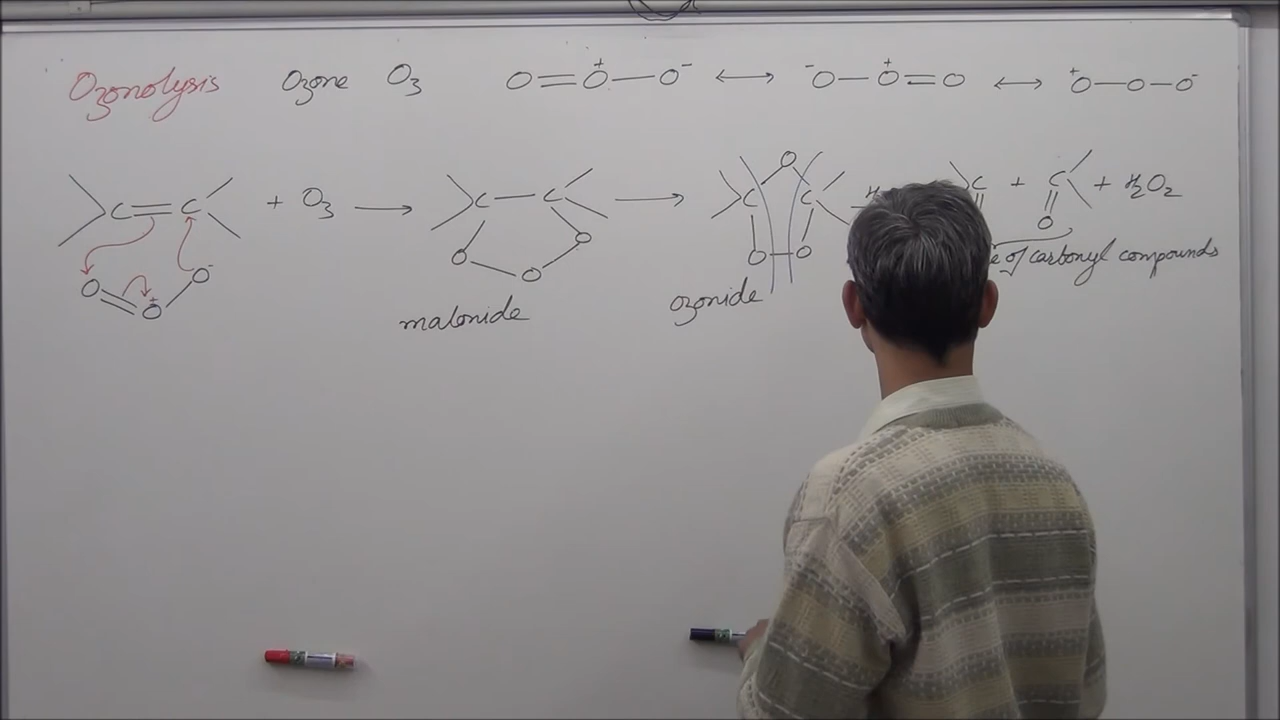 Ozonolysis Ozone O3 O=O⁺—O⁻ ↔ ⁻O—O⁺=O ↔ ⁺O—O—O⁻
C=C + O3 → C—C → C O C C + C + H2O2
O O⁺ O⁻ O O O O O O
malonide ozonide of carbonyl compounds